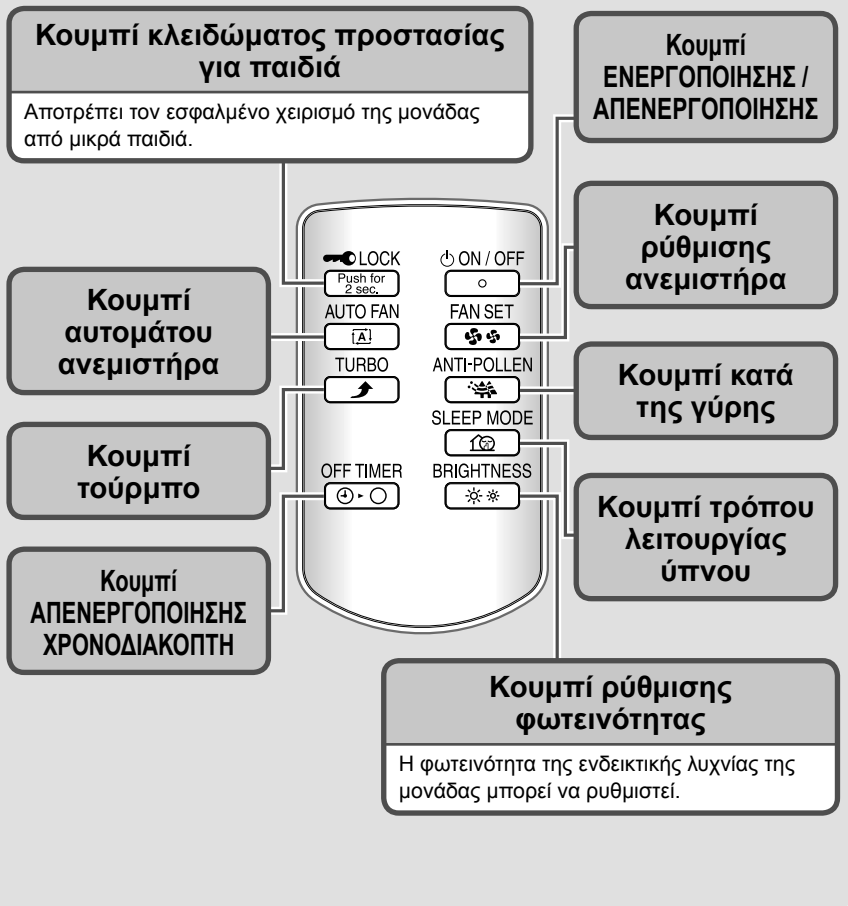 Κουμπί κλειδώματος προστασίας
για παιδιά
Αποτρέπει τον εσφαλμένο χειρισμό της μονάδας
από μικρά παιδιά.
Κουμπί
ΕΝΕΡΓΟΠΟΙΗΣΗΣ /
ΑΠΕΝΕΡΓΟΠΟΙΗΣΗΣ
Κουμπί
ρύθμισης
ανεμιστήρα
Κουμπί
αυτομάτου
ανεμιστήρα
Κουμπί κατά
της γύρης
Κουμπί
τούρμπο
Κουμπί τρόπου
λειτουργίας
ύπνου
Κουμπί
ΑΠΕΝΕΡΓΟΠΟΙΗΣΗΣ
ΧΡΟΝΟΔΙΑΚΟΠΤΗ
LOCK
Push for
2 sec.
ON / OFF
AUTO FAN
A
FAN SET
TURBO
ANTI-POLLEN
SLEEP MODE
OFF TIMER
BRIGHTNESS
Κουμπί ρύθμισης
φωτεινότητας
Η φωτεινότητα της ενδεικτικής λυχνίας της
μονάδας μπορεί να ρυθμιστεί.